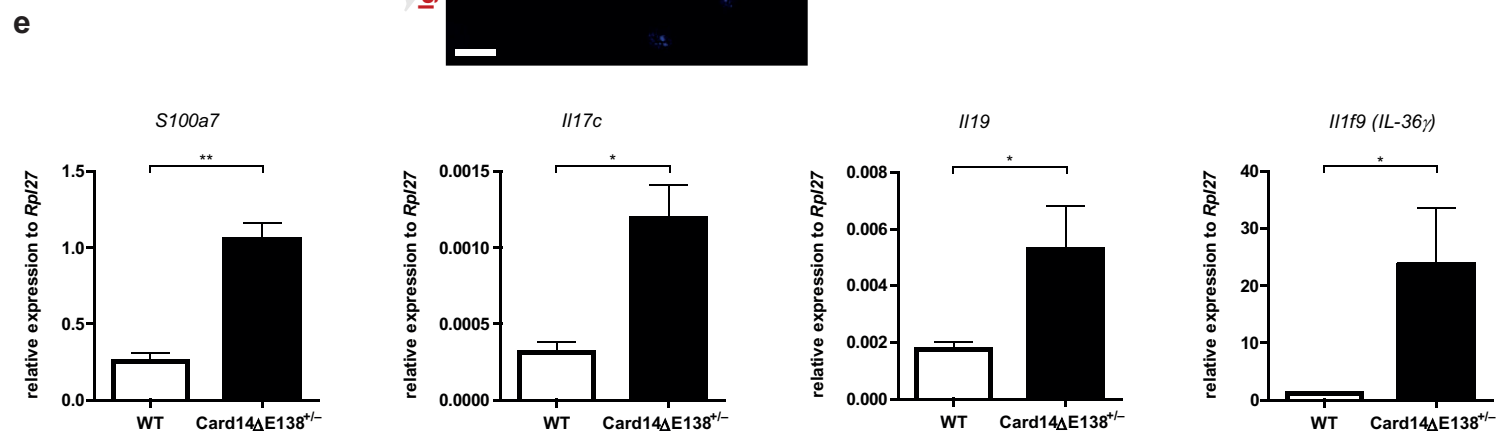 e
S100a7
Il17c
Il19
Il1f9 (IL-36γ)
relative expression to Rpl27
1.5
1.0
0.5
0.0
**
WT
Card14ΔE138+/–
relative expression to Rpl27
0.0015
0.0010
0.0005
0.0000
*
WT
Card14ΔE138+/–
relative expression to Rpl27
0.008
0.006
0.004
0.002
0.000
*
WT
Card14ΔE138+/–
relative expression to Rpl27
40
30
20
10
0
*
WT
Card14ΔE138+/–